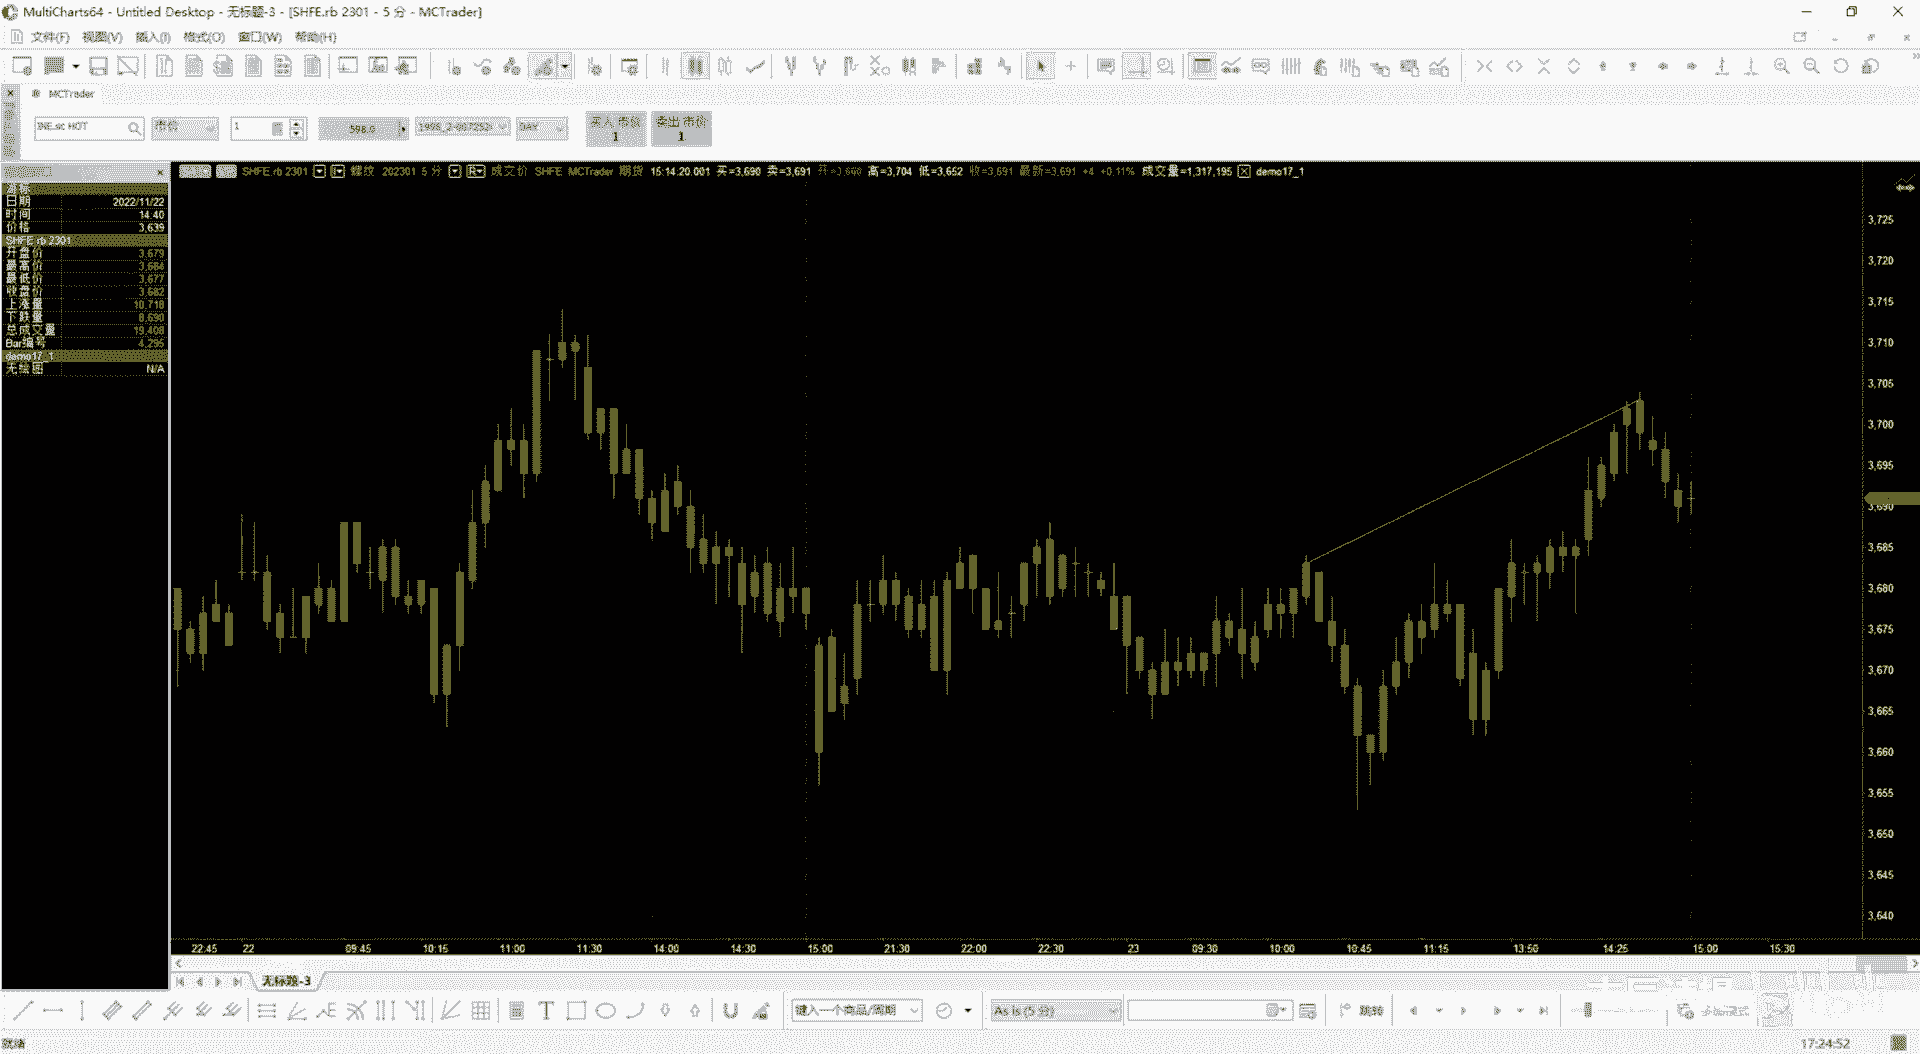 MultiCharts64 - Untitled Desktop - 无标题-3 - [SHFE.rb 2301 - 5 分 - MCTrader]
文件(F) 视图(V) 插入(I) 格式(O) 窗口(W) 帮助(H)
MCTrader
INE.sc HOT 市价 1 598.0 DAY 买入 市价 1 卖出 市价 1
SHFE.rb 2301 螺纹 202301 5 分 成交价 SHFE MCTrader 期货 15:14:20.001 买=3,690 卖=3,691 高=3,704 低=3,652 收=3,691 最新=3,691 +4 +0.11% 成交量=1,317,195 demo17_1
游标
日期 2022/11/22
时间 14:40
价格 3,639
SHFE.rb 2301
开盘价 3,679
最高价 3,684
最低价 3,677
收盘价 3,682
上涨量 10,718
下跌量 8,690
总成交量 19,408
Bar编号 4,295
demo17_1
无绘图 N/A
3,725
3,720
3,715
3,710
3,705
3,700
3,695
3,690
3,685
3,680
3,675
3,670
3,665
3,660
3,655
3,650
3,645
3,640
22:45 22 09:45 10:15 11:00 11:30 14:00 14:30 15:00 21:30 22:00 22:30 23 09:30 10:00 10:45 11:15 13:50 14:25 15:00 15:30
无标题-3
键入一个商品/周期 As Is (5 分) 跳转
就绪 17:24:52